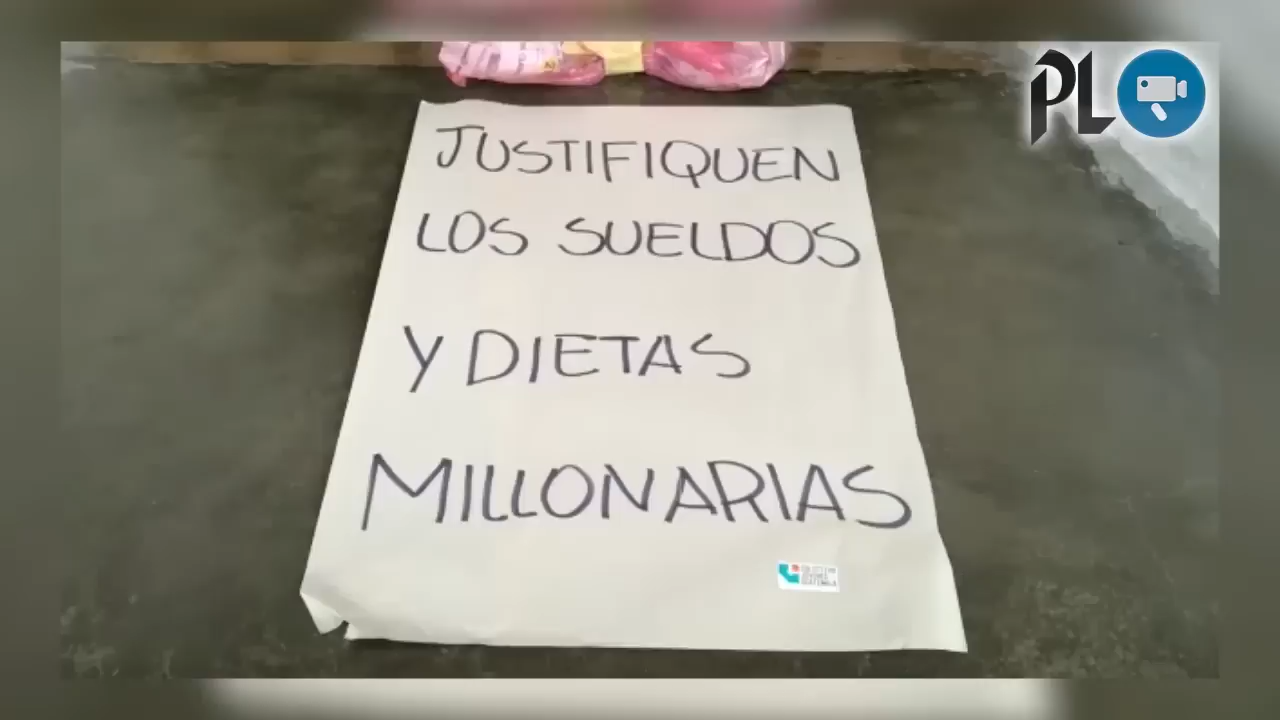 PL
JUSTIFIQUEN
LOS SUELDOS
Y DIETAS
MILLONARIAS